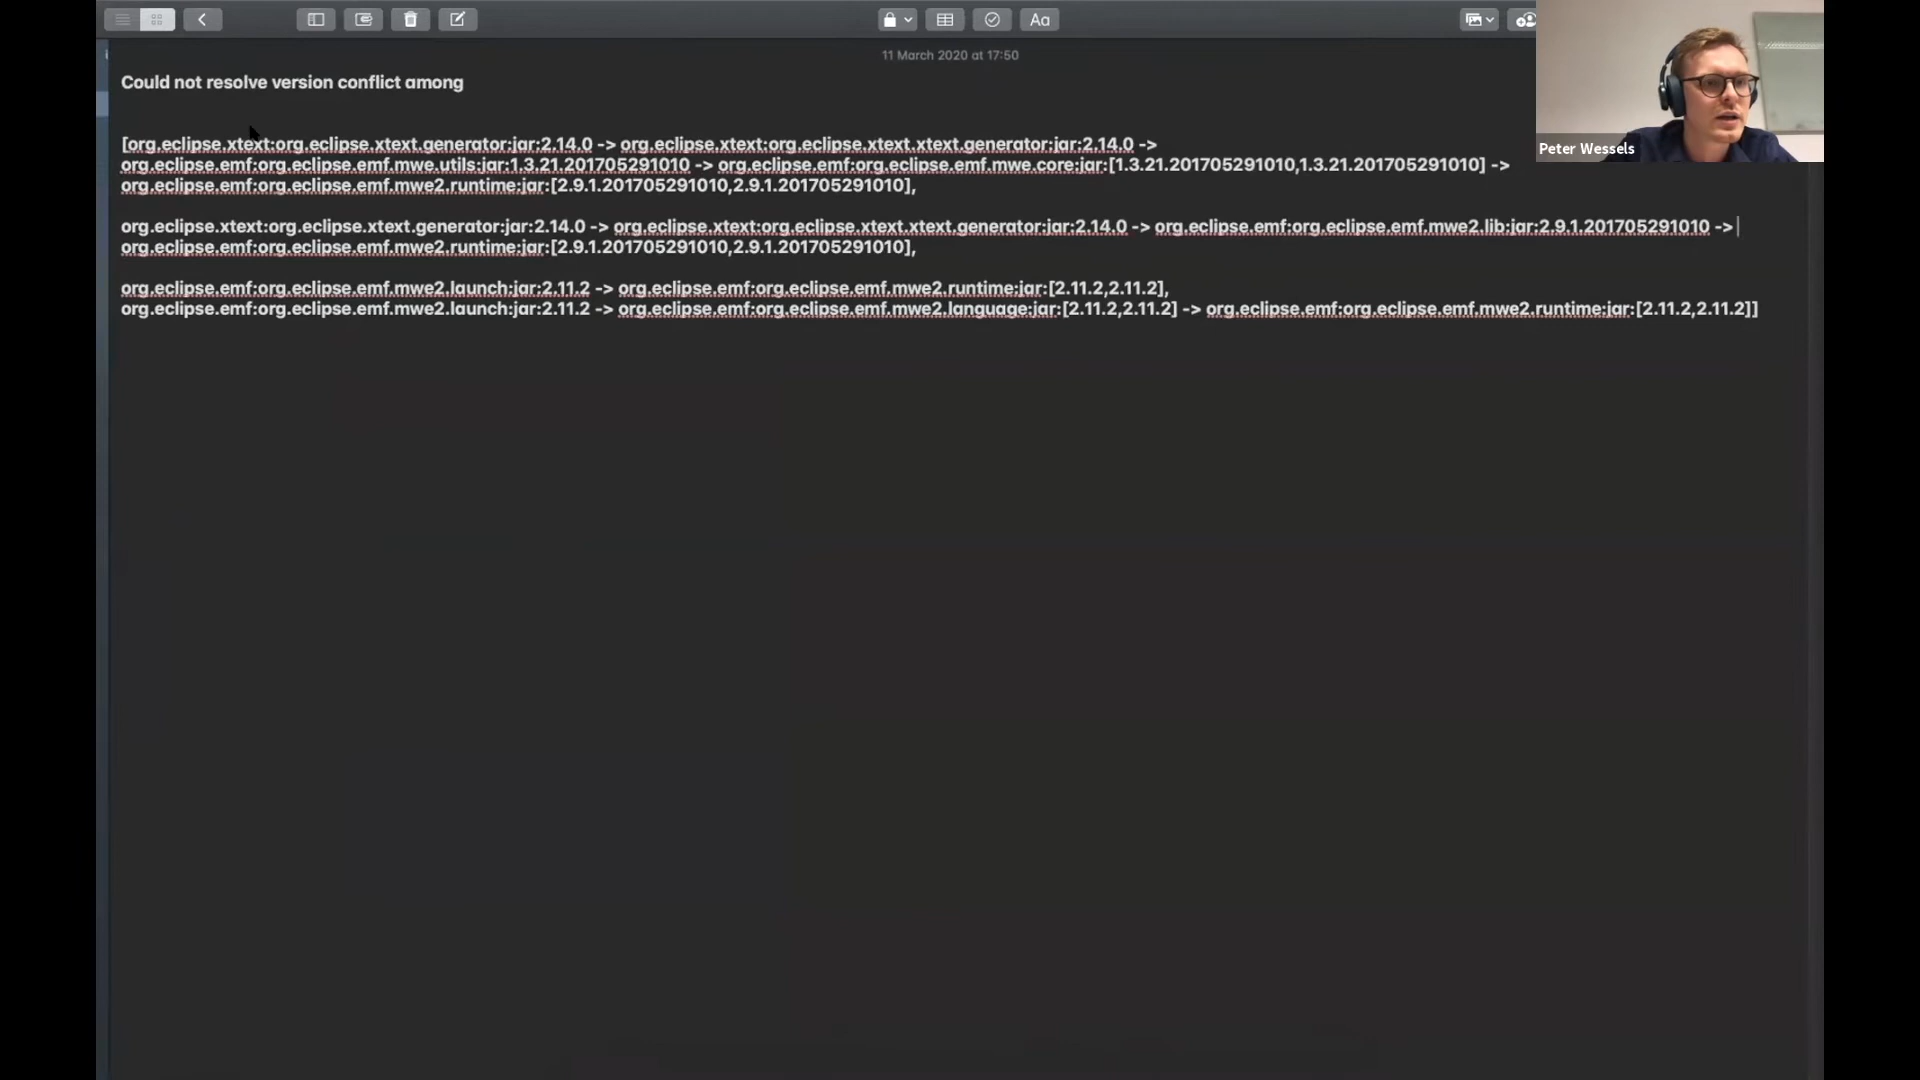 Aa
11 March 2020 at 17:50
Could not resolve version conflict among
[org.eclipse.xtext:org.eclipse.xtext.generator:jar:2.14.0 -> org.eclipse.xtext:org.eclipse.xtext.xtext.generator:jar:2.14.0 ->
org.eclipse.emf:org.eclipse.emf.mwe.utils:jar:1.3.21.201705291010 -> org.eclipse.emf:org.eclipse.emf.mwe.core:jar:[1.3.21.201705291010,1.3.21.201705291010] ->
org.eclipse.emf:org.eclipse.emf.mwe2.runtime:jar:[2.9.1.201705291010,2.9.1.201705291010],
org.eclipse.xtext:org.eclipse.xtext.generator:jar:2.14.0 -> org.eclipse.xtext:org.eclipse.xtext.xtext.generator:jar:2.14.0 -> org.eclipse.emf:org.eclipse.emf.mwe2.lib:jar:2.9.1.201705291010 ->
org.eclipse.emf:org.eclipse.emf.mwe2.runtime:jar:[2.9.1.201705291010,2.9.1.201705291010],
org.eclipse.emf:org.eclipse.emf.mwe2.launch:jar:2.11.2 -> org.eclipse.emf:org.eclipse.emf.mwe2.runtime:jar:[2.11.2,2.11.2],
org.eclipse.emf:org.eclipse.emf.mwe2.launch:jar:2.11.2 -> org.eclipse.emf:org.eclipse.emf.mwe2.language:jar:[2.11.2,2.11.2] -> org.eclipse.emf:org.eclipse.emf.mwe2.runtime:jar:[2.11.2,2.11.2]]
Peter Wessels